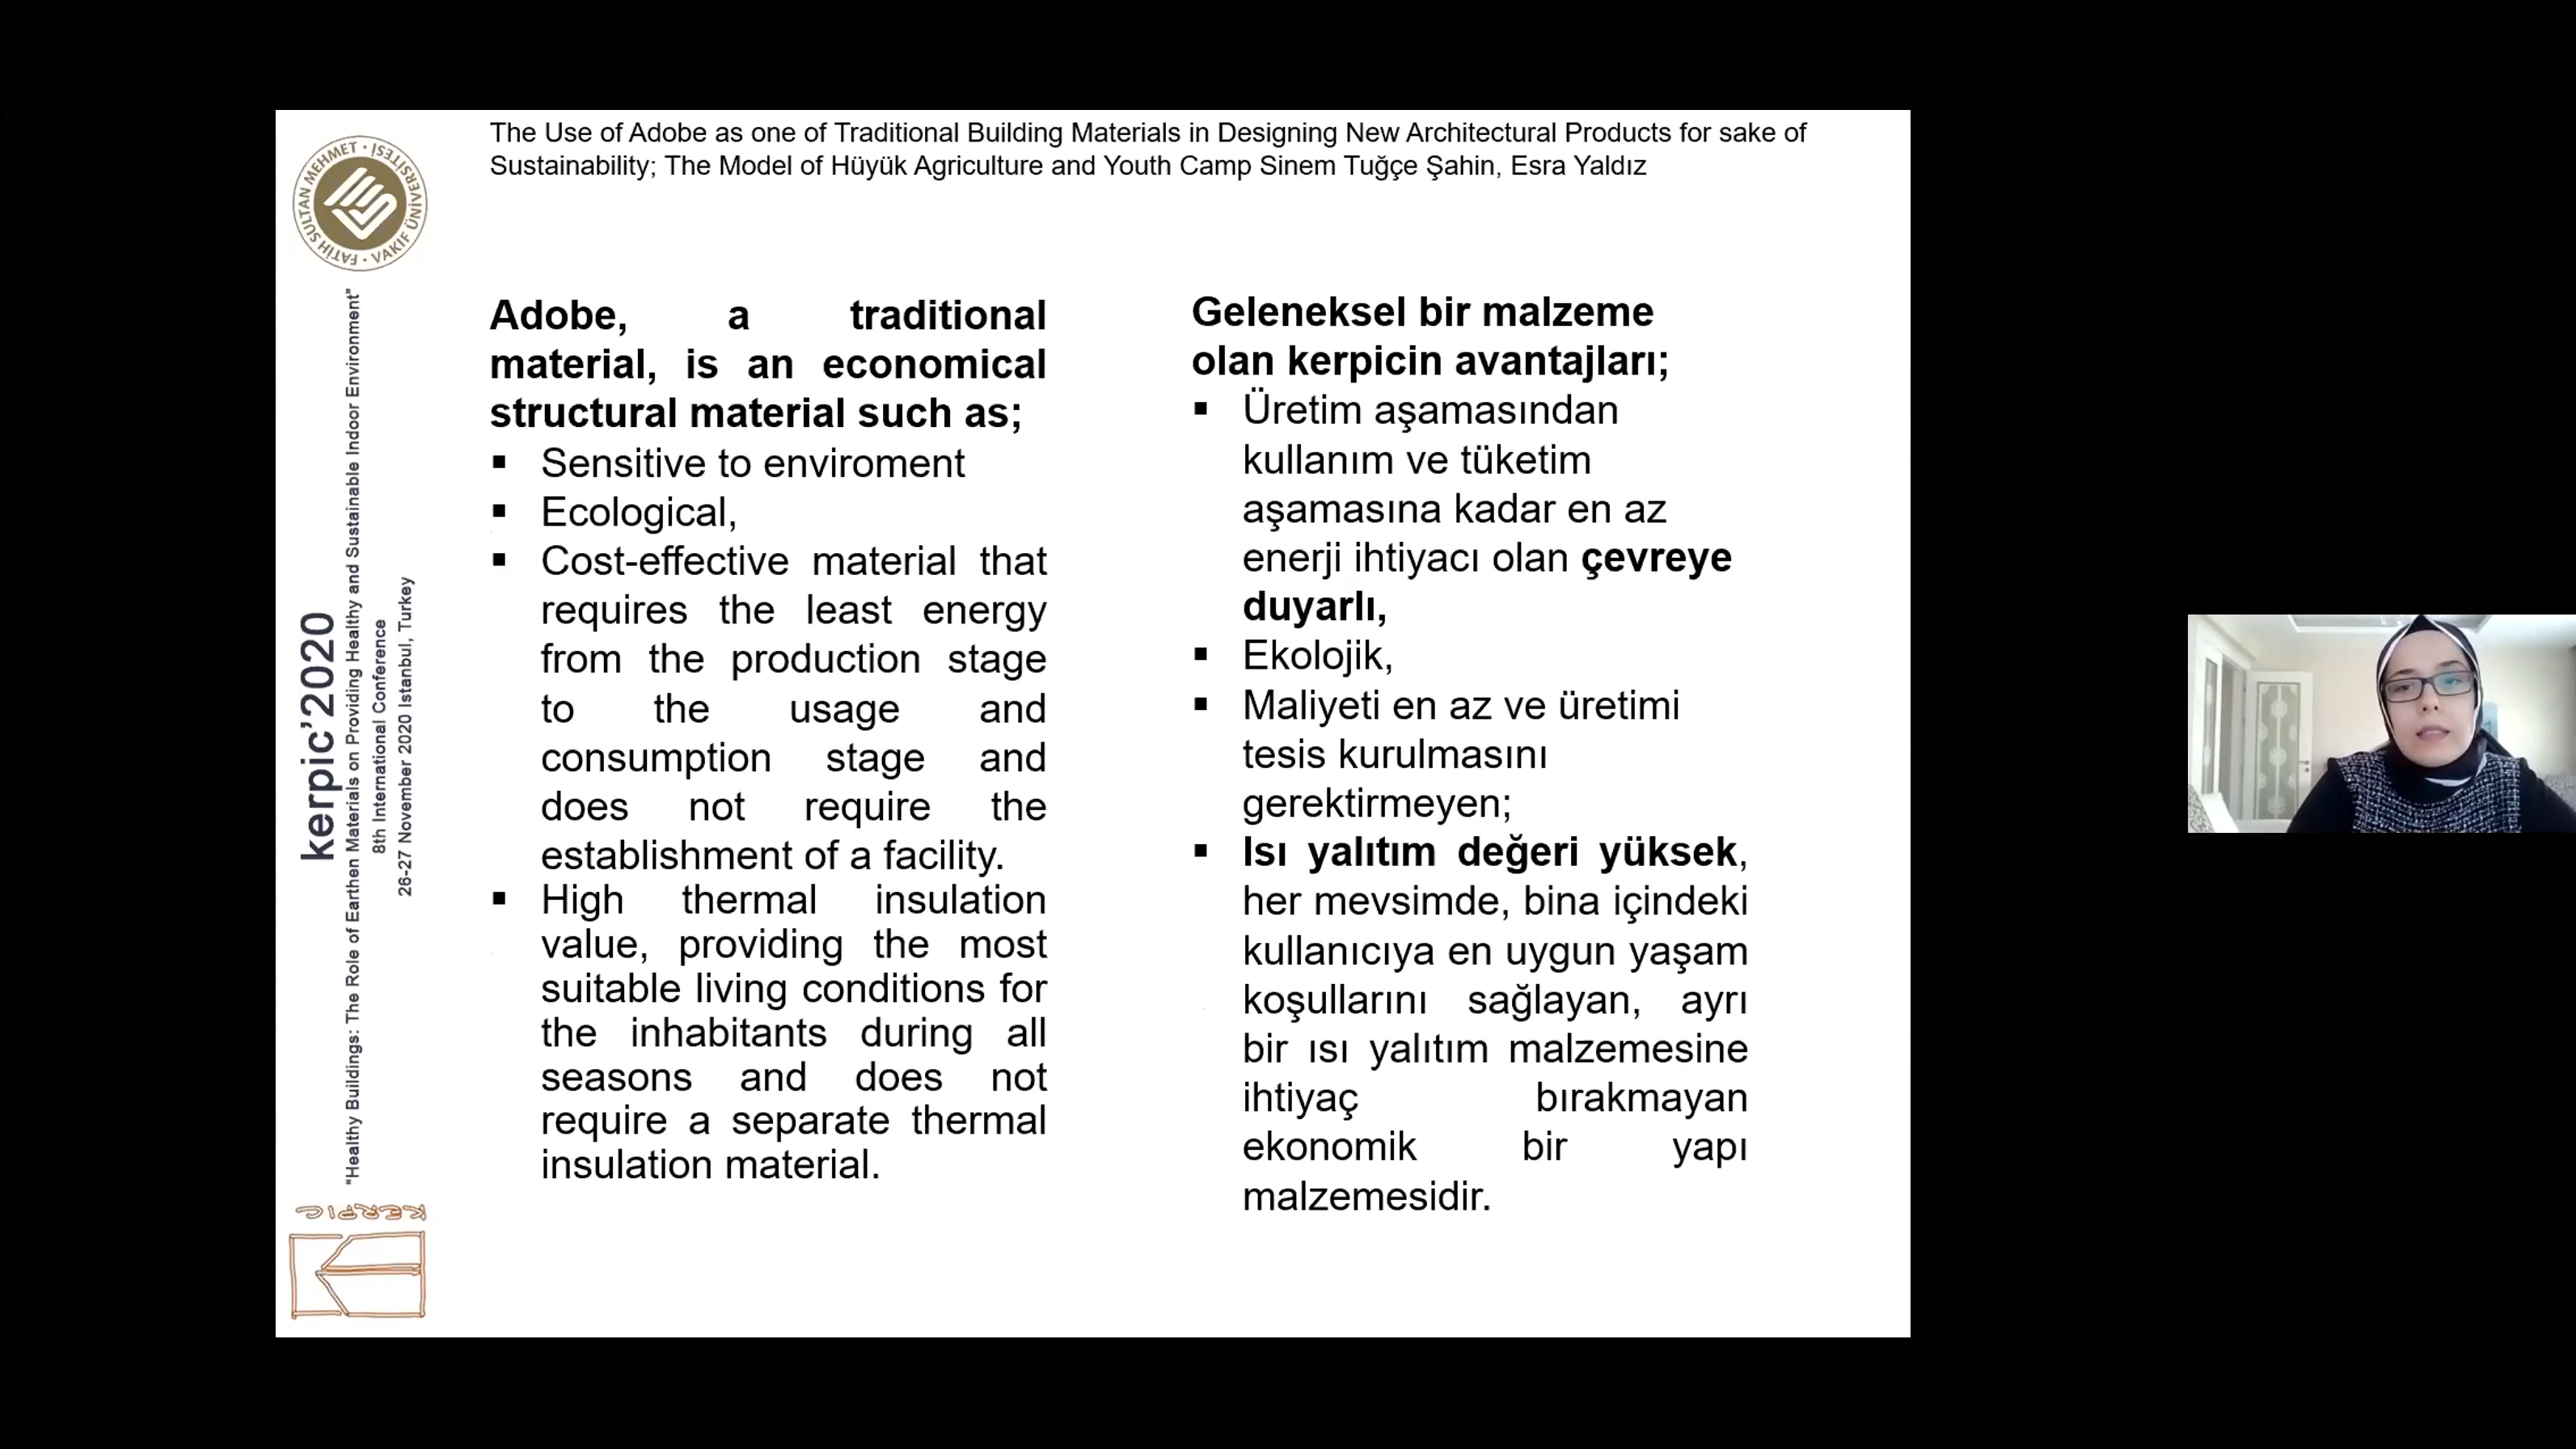 The Use of Adobe as one of Traditional Building Materials in Designing New Architectural Products for sake of
Sustainability; The Model of Hüyük Agriculture and Youth Camp Sinem Tuğçe Şahin, Esra Yaldız
FATİH SULTAN MEHMET · VAKIF ÜNİVERSİTESİ ·
kerpic'2020
"Healthy Buildings: The Role of Earthen Materials on Providing Healthy and Sustainable Indoor Environment"
8th International Conference
26-27 November 2020 Istanbul, Turkey
KERPIC
Adobe, a traditional
material, is an economical
structural material such as;
▪ Sensitive to enviroment
▪ Ecological,
▪ Cost-effective material that
requires the least energy
from the production stage
to the usage and
consumption stage and
does not require the
establishment of a facility.
▪ High thermal insulation
value, providing the most
suitable living conditions for
the inhabitants during all
seasons and does not
require a separate thermal
insulation material.
Geleneksel bir malzeme
olan kerpicin avantajları;
▪ Üretim aşamasından
kullanım ve tüketim
aşamasına kadar en az
enerji ihtiyacı olan çevreye
duyarlı,
▪ Ekolojik,
▪ Maliyeti en az ve üretimi
tesis kurulmasını
gerektirmeyen;
▪ Isı yalıtım değeri yüksek,
her mevsimde, bina içindeki
kullanıcıya en uygun yaşam
koşullarını sağlayan, ayrı
bir ısı yalıtım malzemesine
ihtiyaç bırakmayan
ekonomik bir yapı
malzemesidir.